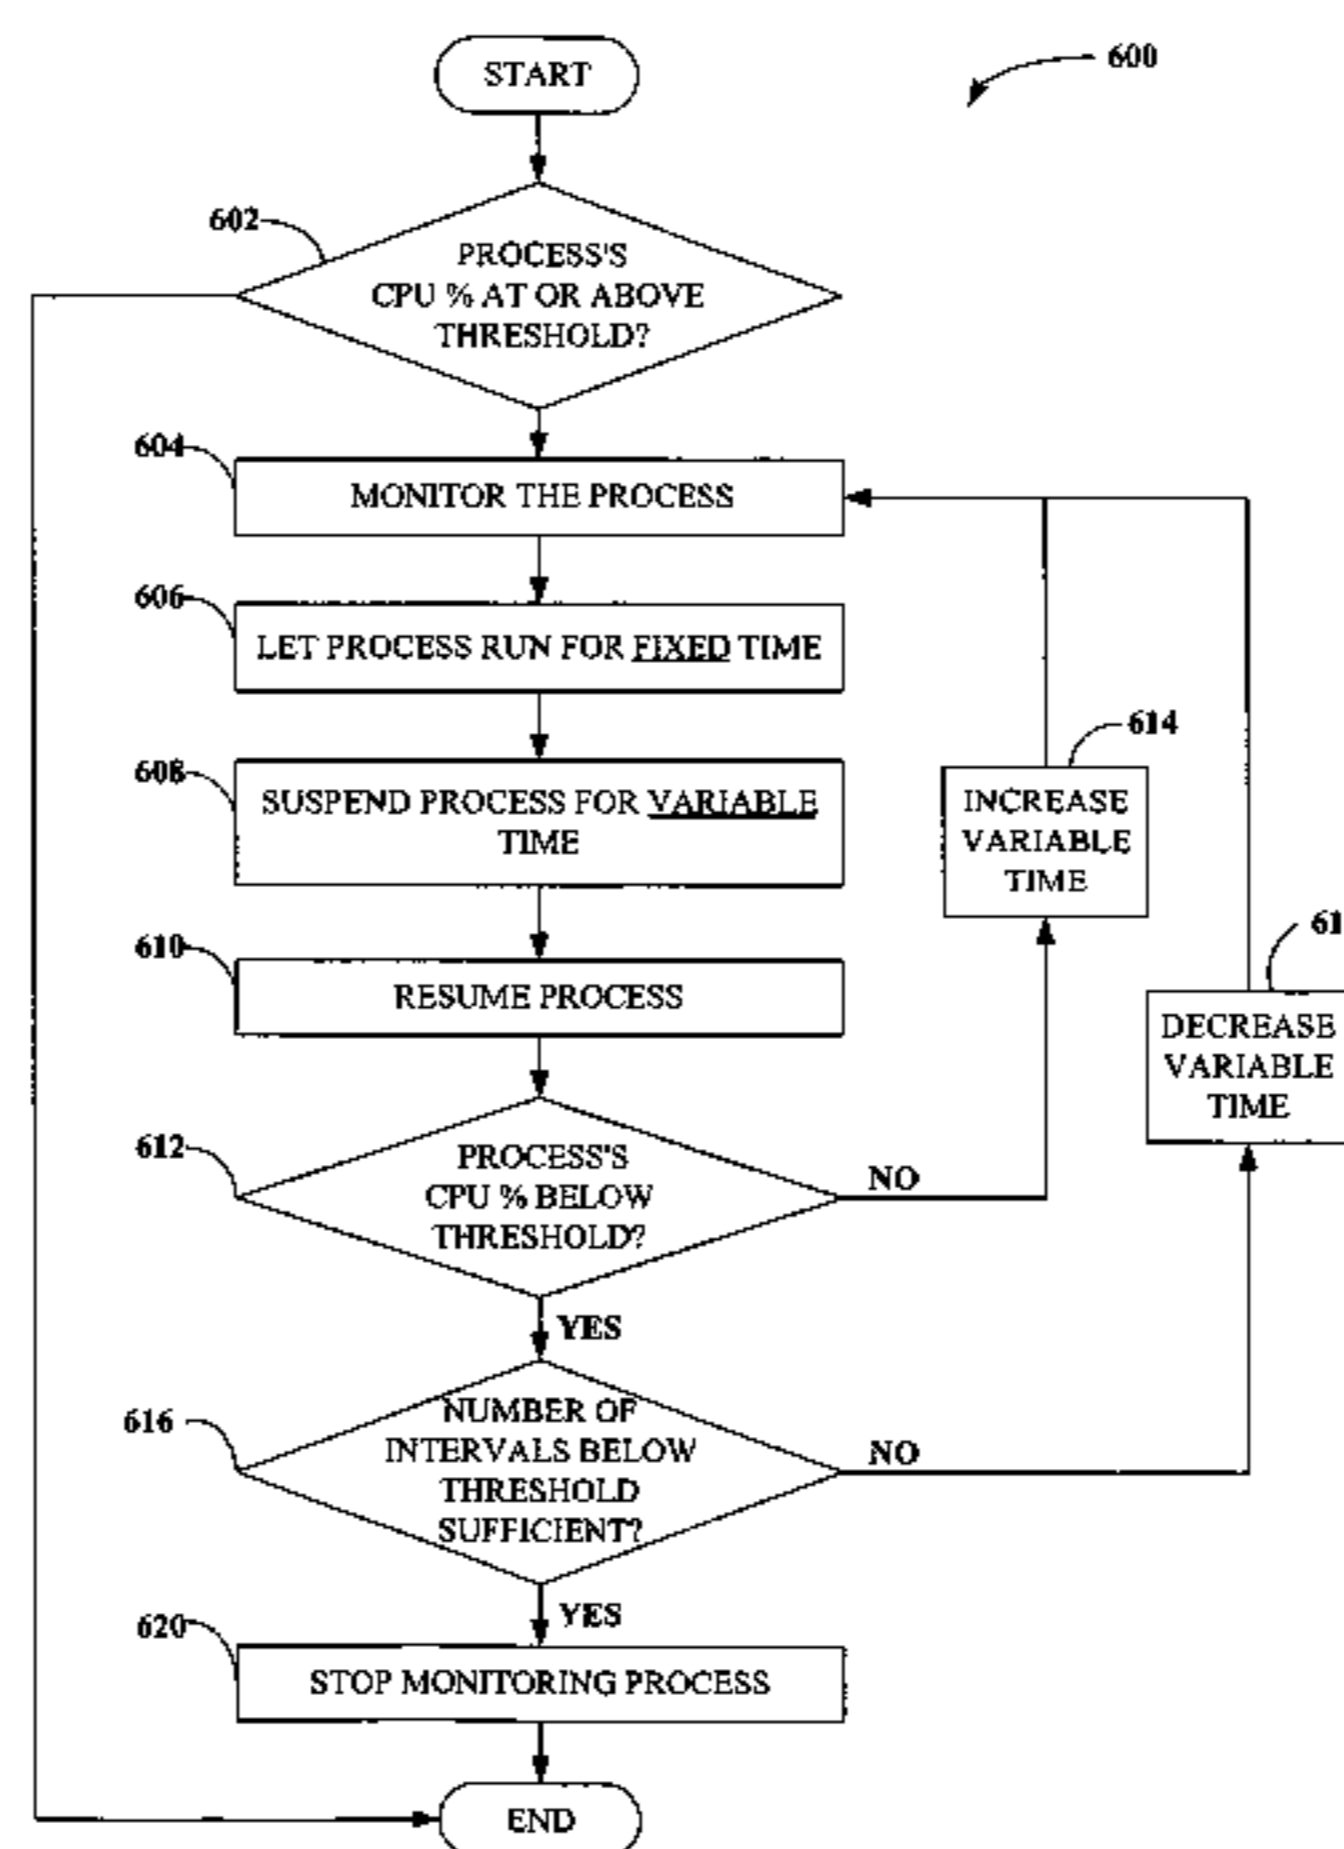 START
600
602
PROCESS'S
CPU % AT OR ABOVE
THRESHOLD?
604
MONITOR THE PROCESS
606
LET PROCESS RUN FOR FIXED TIME
608
SUSPEND PROCESS FOR VARIABLE
TIME
614
INCREASE
VARIABLE
TIME
610
RESUME PROCESS
DECREASE
VARIABLE
TIME
612
PROCESS'S
CPU % BELOW
THRESHOLD?
NO
YES
616
NUMBER OF
INTERVALS BELOW
THRESHOLD
SUFFICIENT?
NO
YES
620
STOP MONITORING PROCESS
END